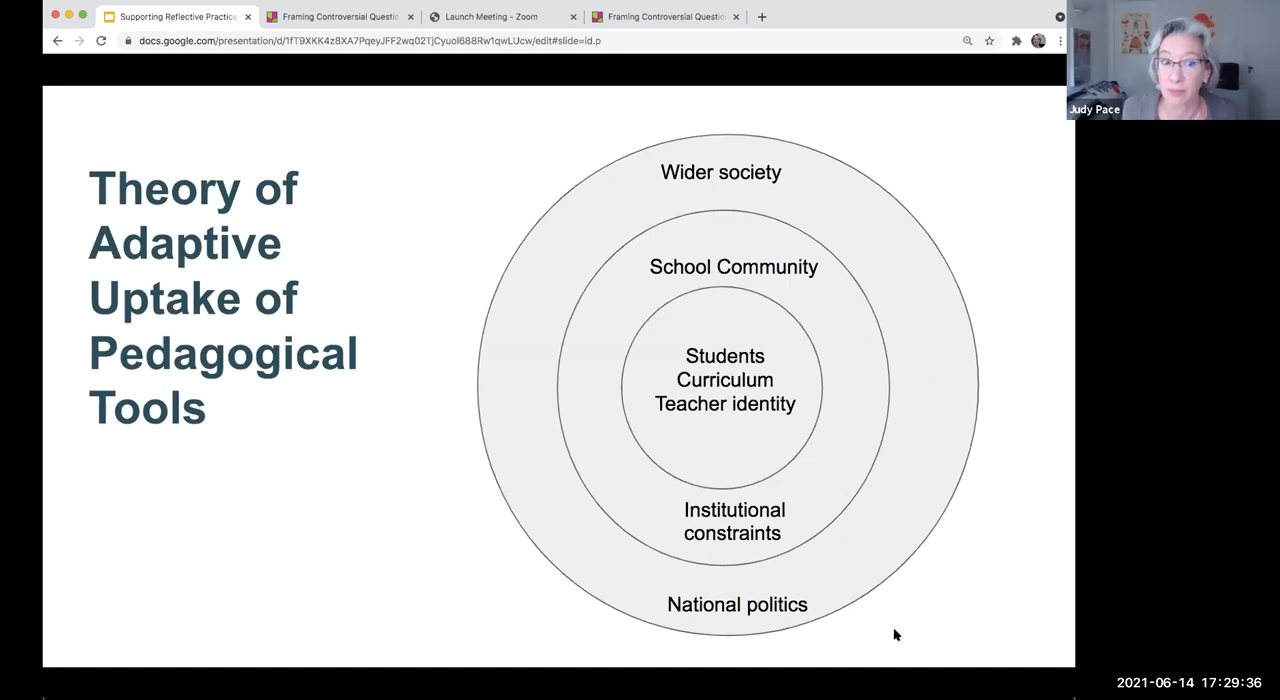 Supporting Reflective Practice
Framing Controversial Questio
Launch Meeting - Zoom
Framing Controversial Questio
docs.google.com/presentation/d/1fT9XKK4z8XA7PqeyJFF2wq02TjCyuol688Rw1qwLUcw/edit#slide=id.p
Judy Pace
Theory of
Adaptive
Uptake of
Pedagogical
Tools
Wider society
School Community
Students
Curriculum
Teacher identity
Institutional
constraints
National politics
2021-06-14 17:29:36